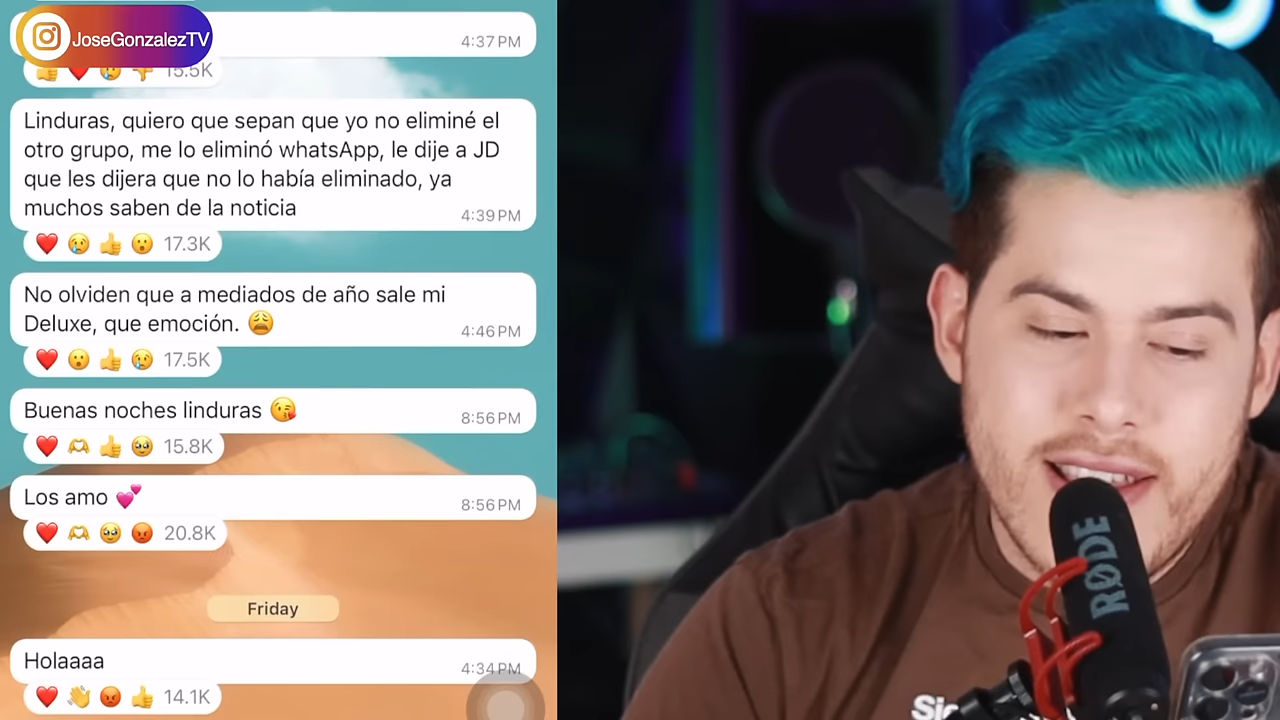 JoseGonzalezTV
4:37 PM
15.5K
Linduras, quiero que sepan que yo no eliminé el
otro grupo, me lo eliminó whatsApp, le dije a JD
que les dijera que no lo había eliminado, ya
muchos saben de la noticia
4:39 PM
17.3K
No olviden que a mediados de año sale mi
Deluxe, que emoción. 😩
4:46 PM
17.5K
Buenas noches linduras 😘
8:56 PM
15.8K
Los amo 💕
8:56 PM
20.8K
Friday
Holaaaa
4:34 PM
14.1K
RØDE